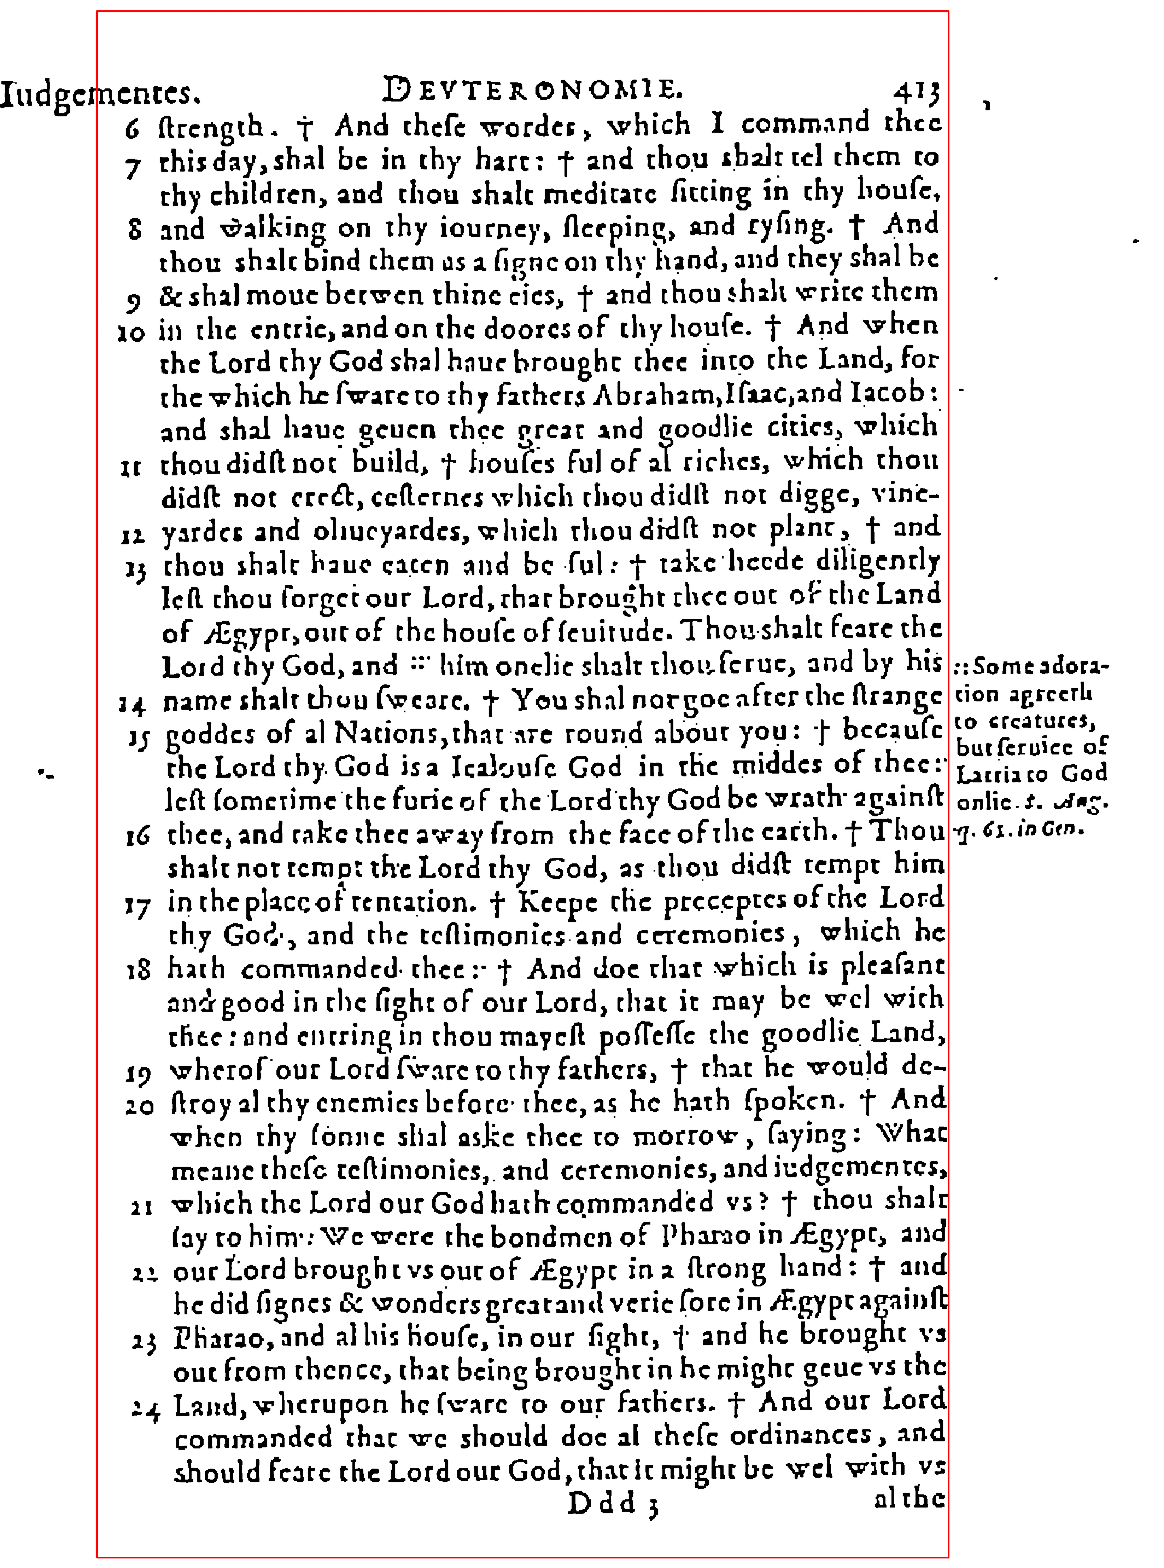 Iudgementes. DEVTERONOMIE. 413
6 ſtrength. † And theſe wordes, which I command thee
7 this day, shal be in thy hart: † and thou shalt tel them to
thy children, and thou shalt meditate ſitting in thy houſe,
8 and walking on thy iourney, ſleeping, and ryſing. † And
thou shalt bind them as a ſigne on thy hand, and they shal be
9 & shal moue betwen thine eies, † and thou shalt write them
10 in the entrie, and on the doores of thy houſe. † And when
the Lord thy God shal haue brought thee into the Land, for
the which he ſware to thy fathers Abraham, Iſaac, and Iacob:
and shal haue geuen thee great and goodlie cities, which
11 thou didſt not build, † houſes ful of al riches, which thou
didſt not erect, ceſternes which thou didſt not digge, vine-
12 yardes and oliueyardes, which thou didſt not plant, † and
13 thou shalt haue eaten and be ful: † take heede diligently
leſt thou forget our Lord, that brought thee out of the Land
of Ægypt, out of the houſe of ſeuitude. Thou shalt feare the
Lord thy God, and :: him onelie shalt thou ſerue, and by his
14 name shalt thou ſweare. † You shal not goe after the ſtrange
15 goddes of al Nations, that are round about you: † becauſe
the Lord thy God is a Iealouſe God in the middes of thee:
leſt ſometime the furie of the Lord thy God be wrath againſt
16 thee, and take thee away from the face of the earth. † Thou
shalt not tempt the Lord thy God, as thou didſt tempt him
17 in the place of tentation. † Keepe the preceptes of the Lord
thy God, and the teſtimonies and ceremonies, which he
18 hath commanded thee: † And doe that which is pleaſant
and good in the ſight of our Lord, that it may be wel with
thee: and entring in thou mayeſt poſſeſſe the goodlie Land,
19 wherof our Lord ſware to thy fathers, † that he would de-
20 ſtroy al thy enemies before thee, as he hath ſpoken. † And
when thy ſonne shal aske thee to morrow, ſaying: What
meane theſe teſtimonies, and ceremonies, and iudgementes,
21 which the Lord our God hath commanded vs? † thou shalt
ſay to him: We were the bondmen of Pharao in Ægypt, and
22 our Lord brought vs out of Ægypt in a ſtrong hand: † and
he did ſignes & wonders great and verie ſore in Ægypt againſt
23 Pharao, and al his houſe, in our ſight, † and he brought vs
out from thence, that being brought in he might geue vs the
24 Land, wherupon he ſware to our fathers. † And our Lord
commanded that we should doe al theſe ordinances, and
should feare the Lord our God, that it might be wel with vs
Ddd 3 al the
:: Some adora-
tion agreeth
to creatures,
but ſeruice of
Latria to God
onlie. S. Aug.
q. 61. in Gen.